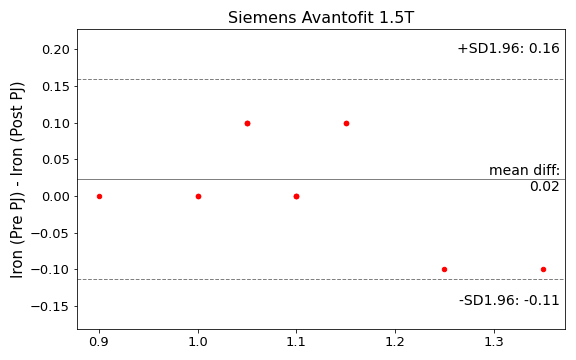 Siemens Avantofit 1.5T
Iron (Pre PJ) - Iron (Post PJ)
0.20
0.15
0.10
0.05
0.00
−0.05
−0.10
−0.15
+SD1.96: 0.16
mean diff:
0.02
-SD1.96: -0.11
0.9
1.0
1.1
1.2
1.3